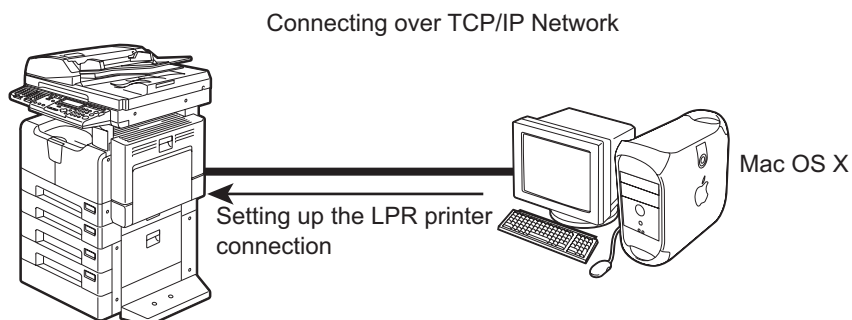 Connecting over TCP/IP Network
Mac OS X
Setting up the LPR printer
connection